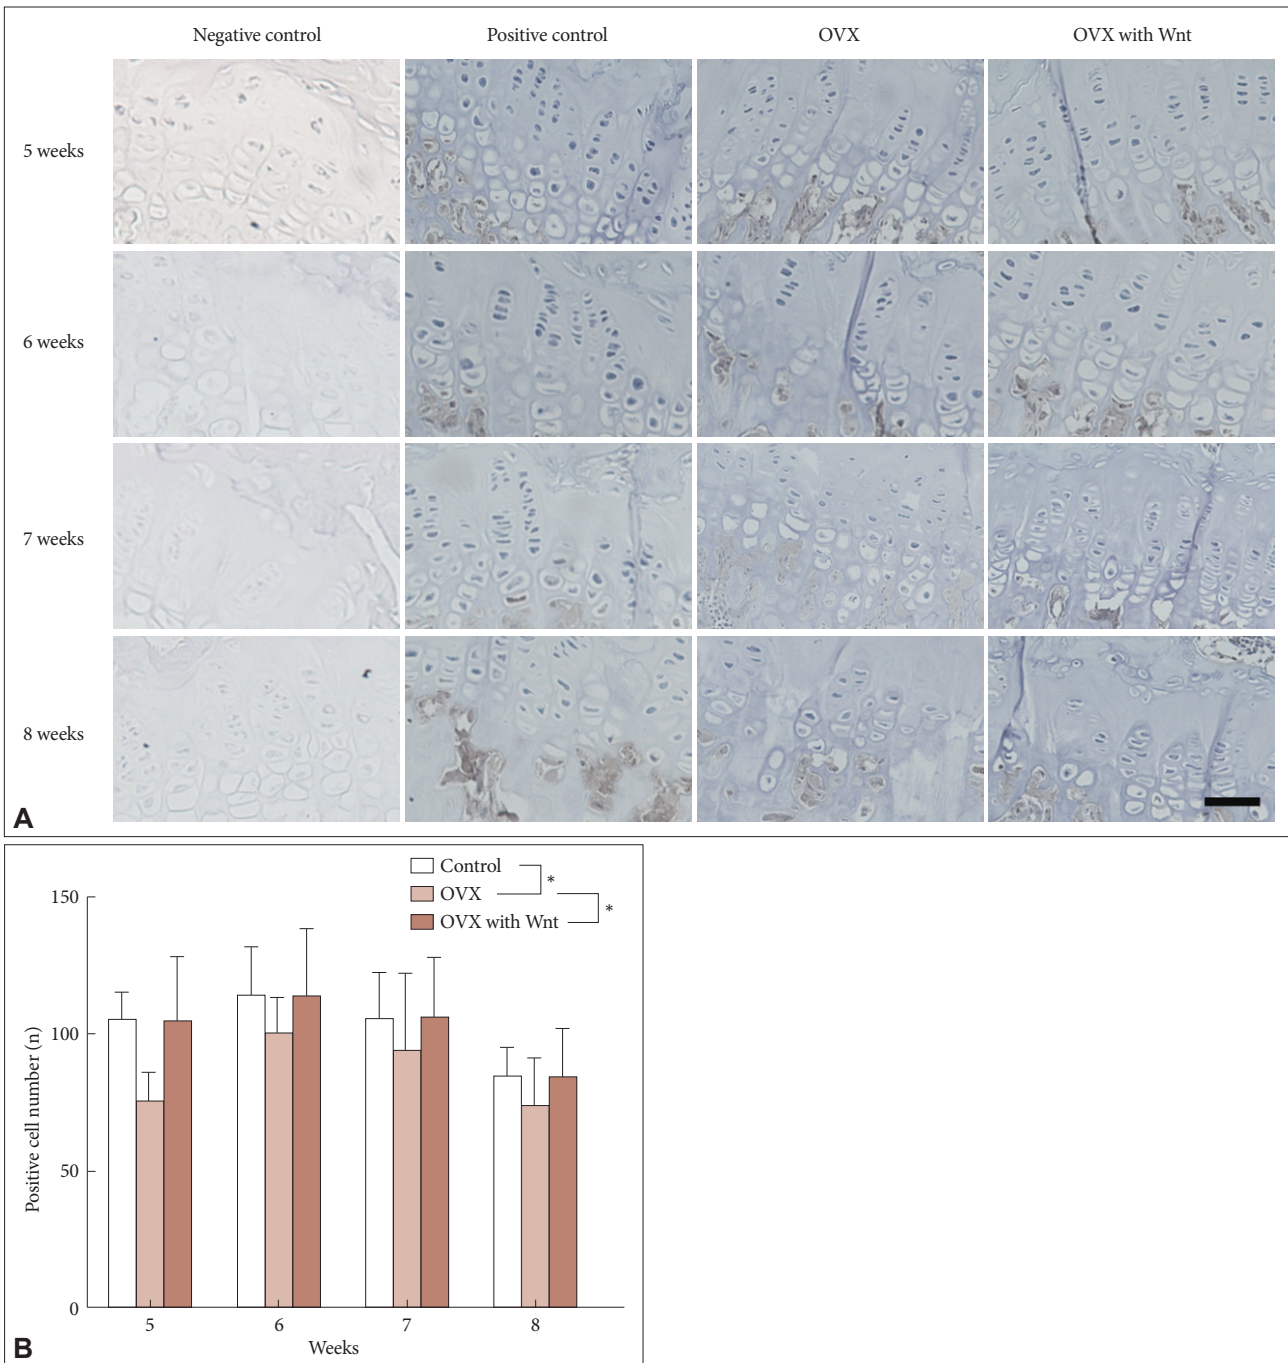 Negative control
Positive control
OVX
OVX with Wnt
5 weeks
6 weeks
7 weeks
8 weeks
A
Control
OVX
OVX with Wnt
*
*
150
100
50
0
Positive cell number (n)
5
6
7
8
Weeks
B